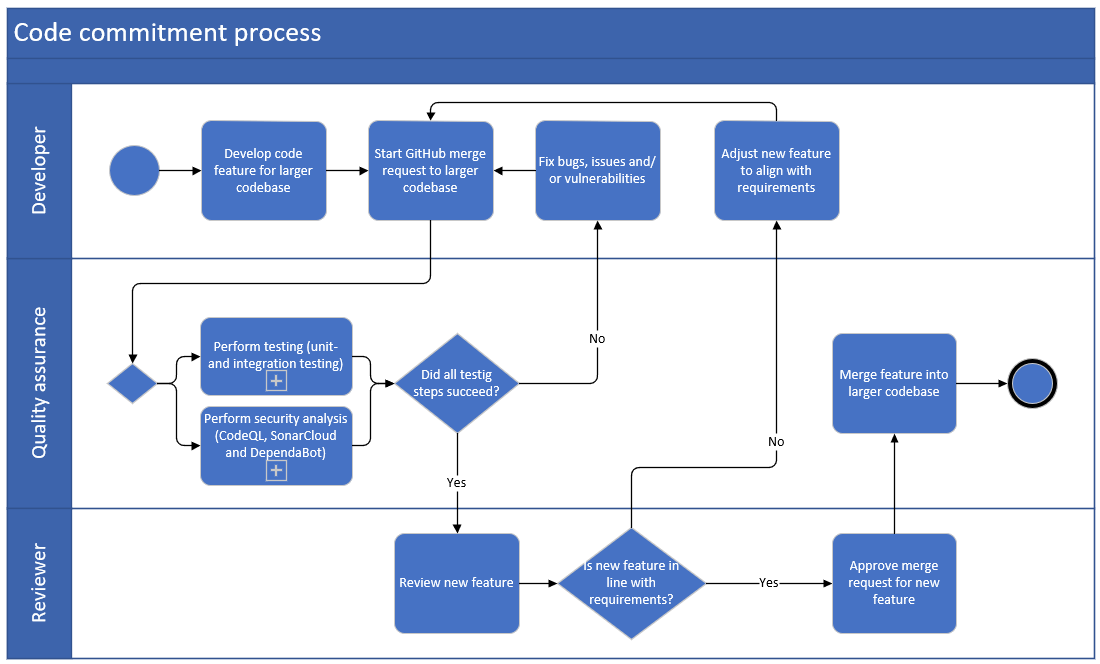 Code commitment process
Developer
Develop code
feature for larger
codebase
Start GitHub merge
request to larger
codebase
Fix bugs, issues and/
or vulnerabilities
Adjust new feature
to align with
requirements
Quality assurance
Perform testing (unit-
and integration testing)
Perform security analysis
(CodeQL, SonarCloud
and DependaBot)
Did all testig
steps succeed?
No
Yes
No
Merge feature into
larger codebase
Reviewer
Review new feature
Is new feature in
line with
requirements?
Yes
Approve merge
request for new
feature